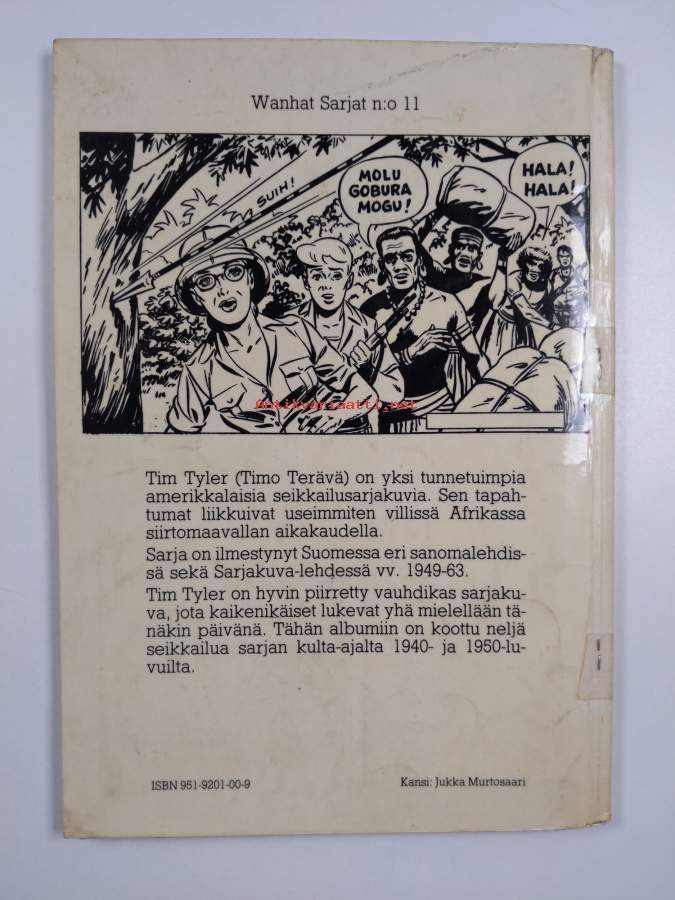 Wanhat Sarjat n:o 11
SUIH!
MOLU
GOBURA
MOGU!
HALA!
HALA!
Antikvariaatti.net
Tim Tyler (Timo Terävä) on yksi tunnetuimpia
amerikkalaisia seikkailusarjakuvia. Sen tapah-
tumat liikkuivat useimmiten villissä Afrikassa
siirtomaavallan aikakaudella.
Sarja on ilmestynyt Suomessa eri sanomalehdis-
sä sekä Sarjakuva-lehdessä vv. 1949-63.
Tim Tyler on hyvin piirretty vauhdikas sarjaku-
va, jota kaikenikäiset lukevat yhä mielellään tä-
näkin päivänä. Tähän albumiin on koottu neljä
seikkailua sarjan kulta-ajalta 1940- ja 1950-lu-
vuilta.
ISBN 951-9201-00-9
Kansi: Jukka Murtosaari